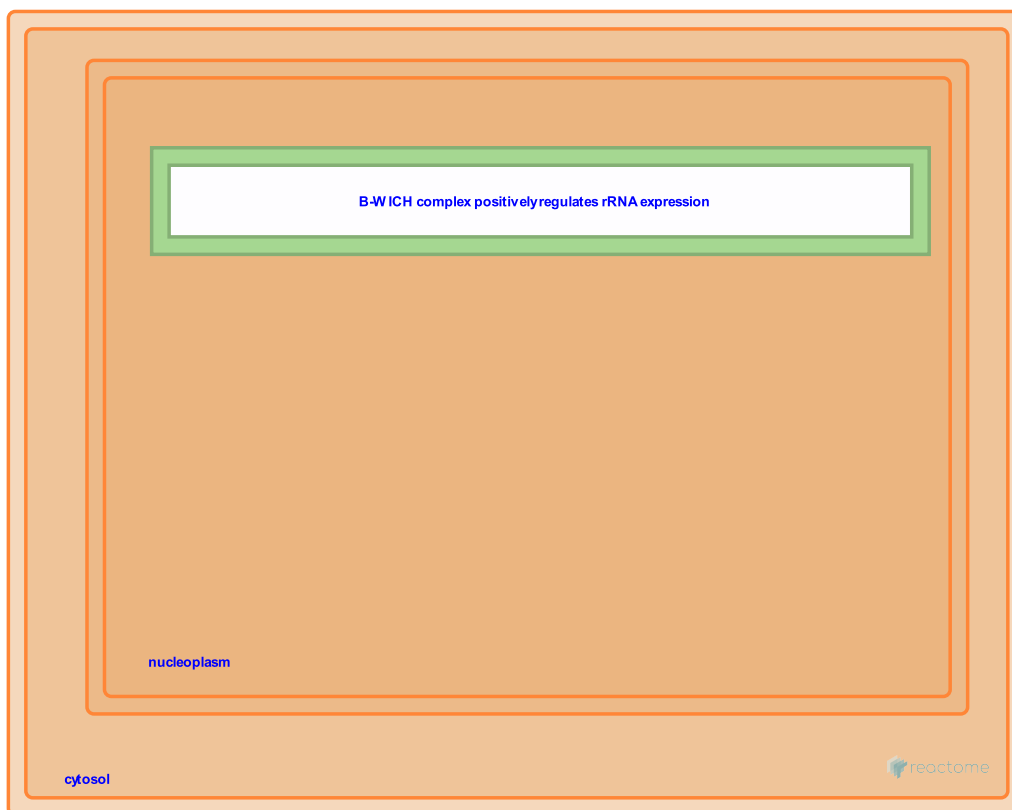 B-WICH complex positively regulates rRNA expression
nucleoplasm
reactome
cytosol